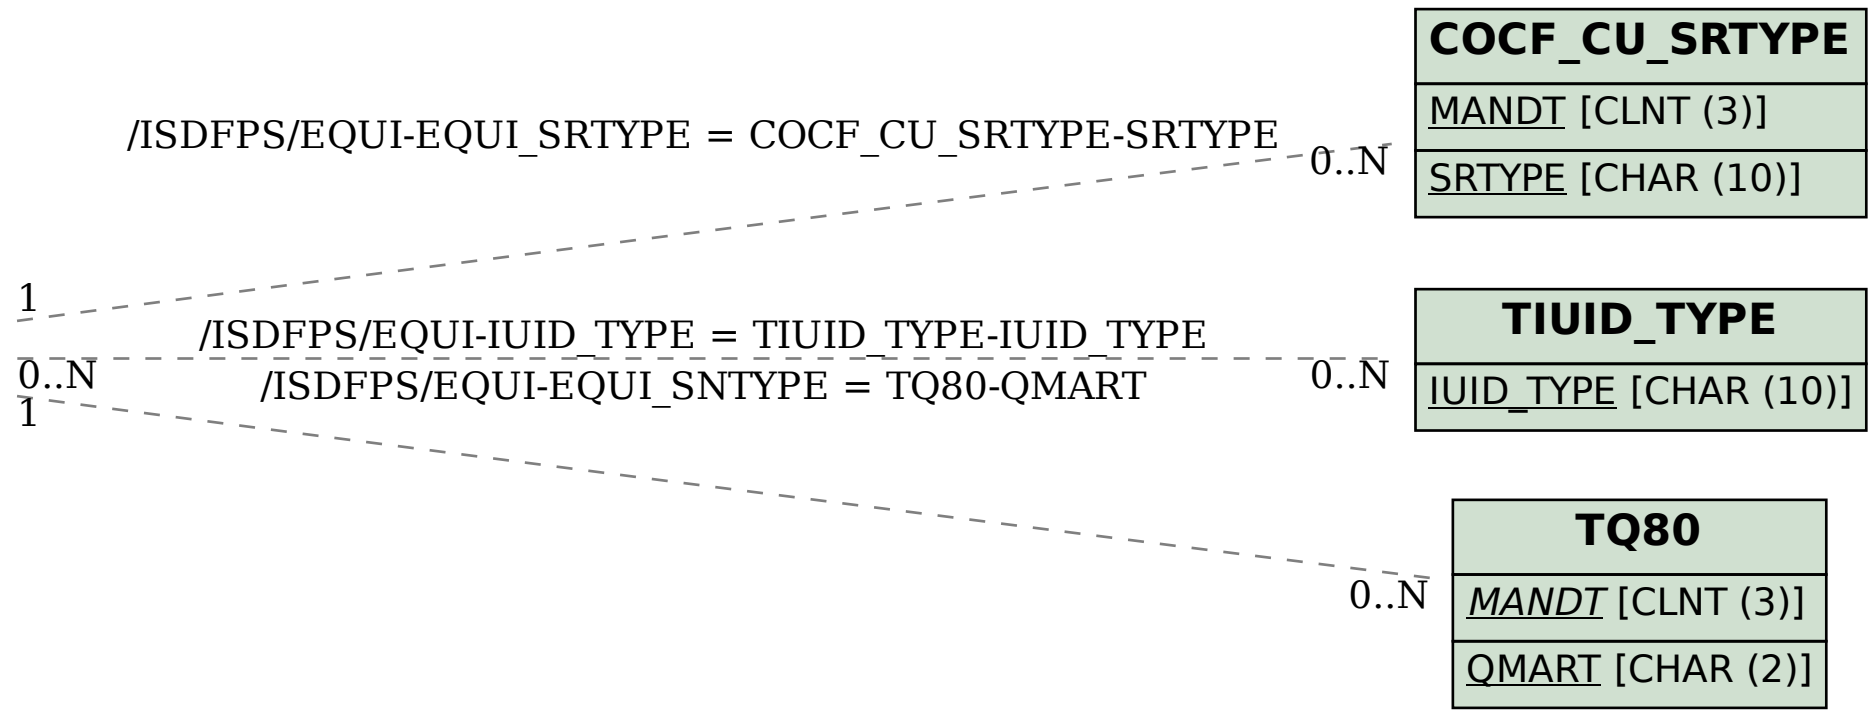 COCF_CU_SRTYPE
MANDT [CLNT (3)]
SRTYPE [CHAR (10)]
/ISDFPS/EQUI-EQUI_SRTYPE = COCF_CU_SRTYPE-SRTYPE
0..N
1
/ISDFPS/EQUI-IUID_TYPE = TIUID_TYPE-IUID_TYPE
0..N
0..N
TIUID_TYPE
IUID_TYPE [CHAR (10)]
/ISDFPS/EQUI-EQUI_SNTYPE = TQ80-QMART
1
0..N
TQ80
MANDT [CLNT (3)]
QMART [CHAR (2)]